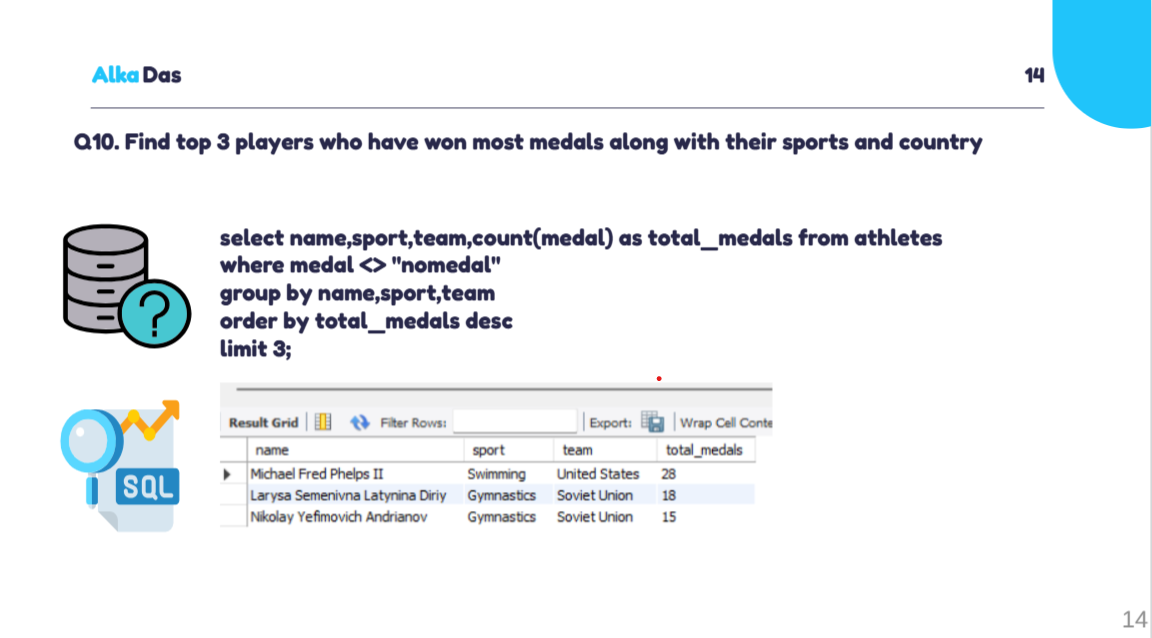 Alka Das
14
Q10. Find top 3 players who have won most medals along with their sports and country
select name,sport,team,count(medal) as total_medals from athletes
where medal <> "nomedal"
group by name,sport,team
order by total_medals desc
limit 3;
SQL
Result Grid Filter Rows: Export: Wrap Cell Conte
name sport team total_medals
Michael Fred Phelps II Swimming United States 28
Larysa Semenivna Latynina Diriy Gymnastics Soviet Union 18
Nikolay Yefimovich Andrianov Gymnastics Soviet Union 15
14